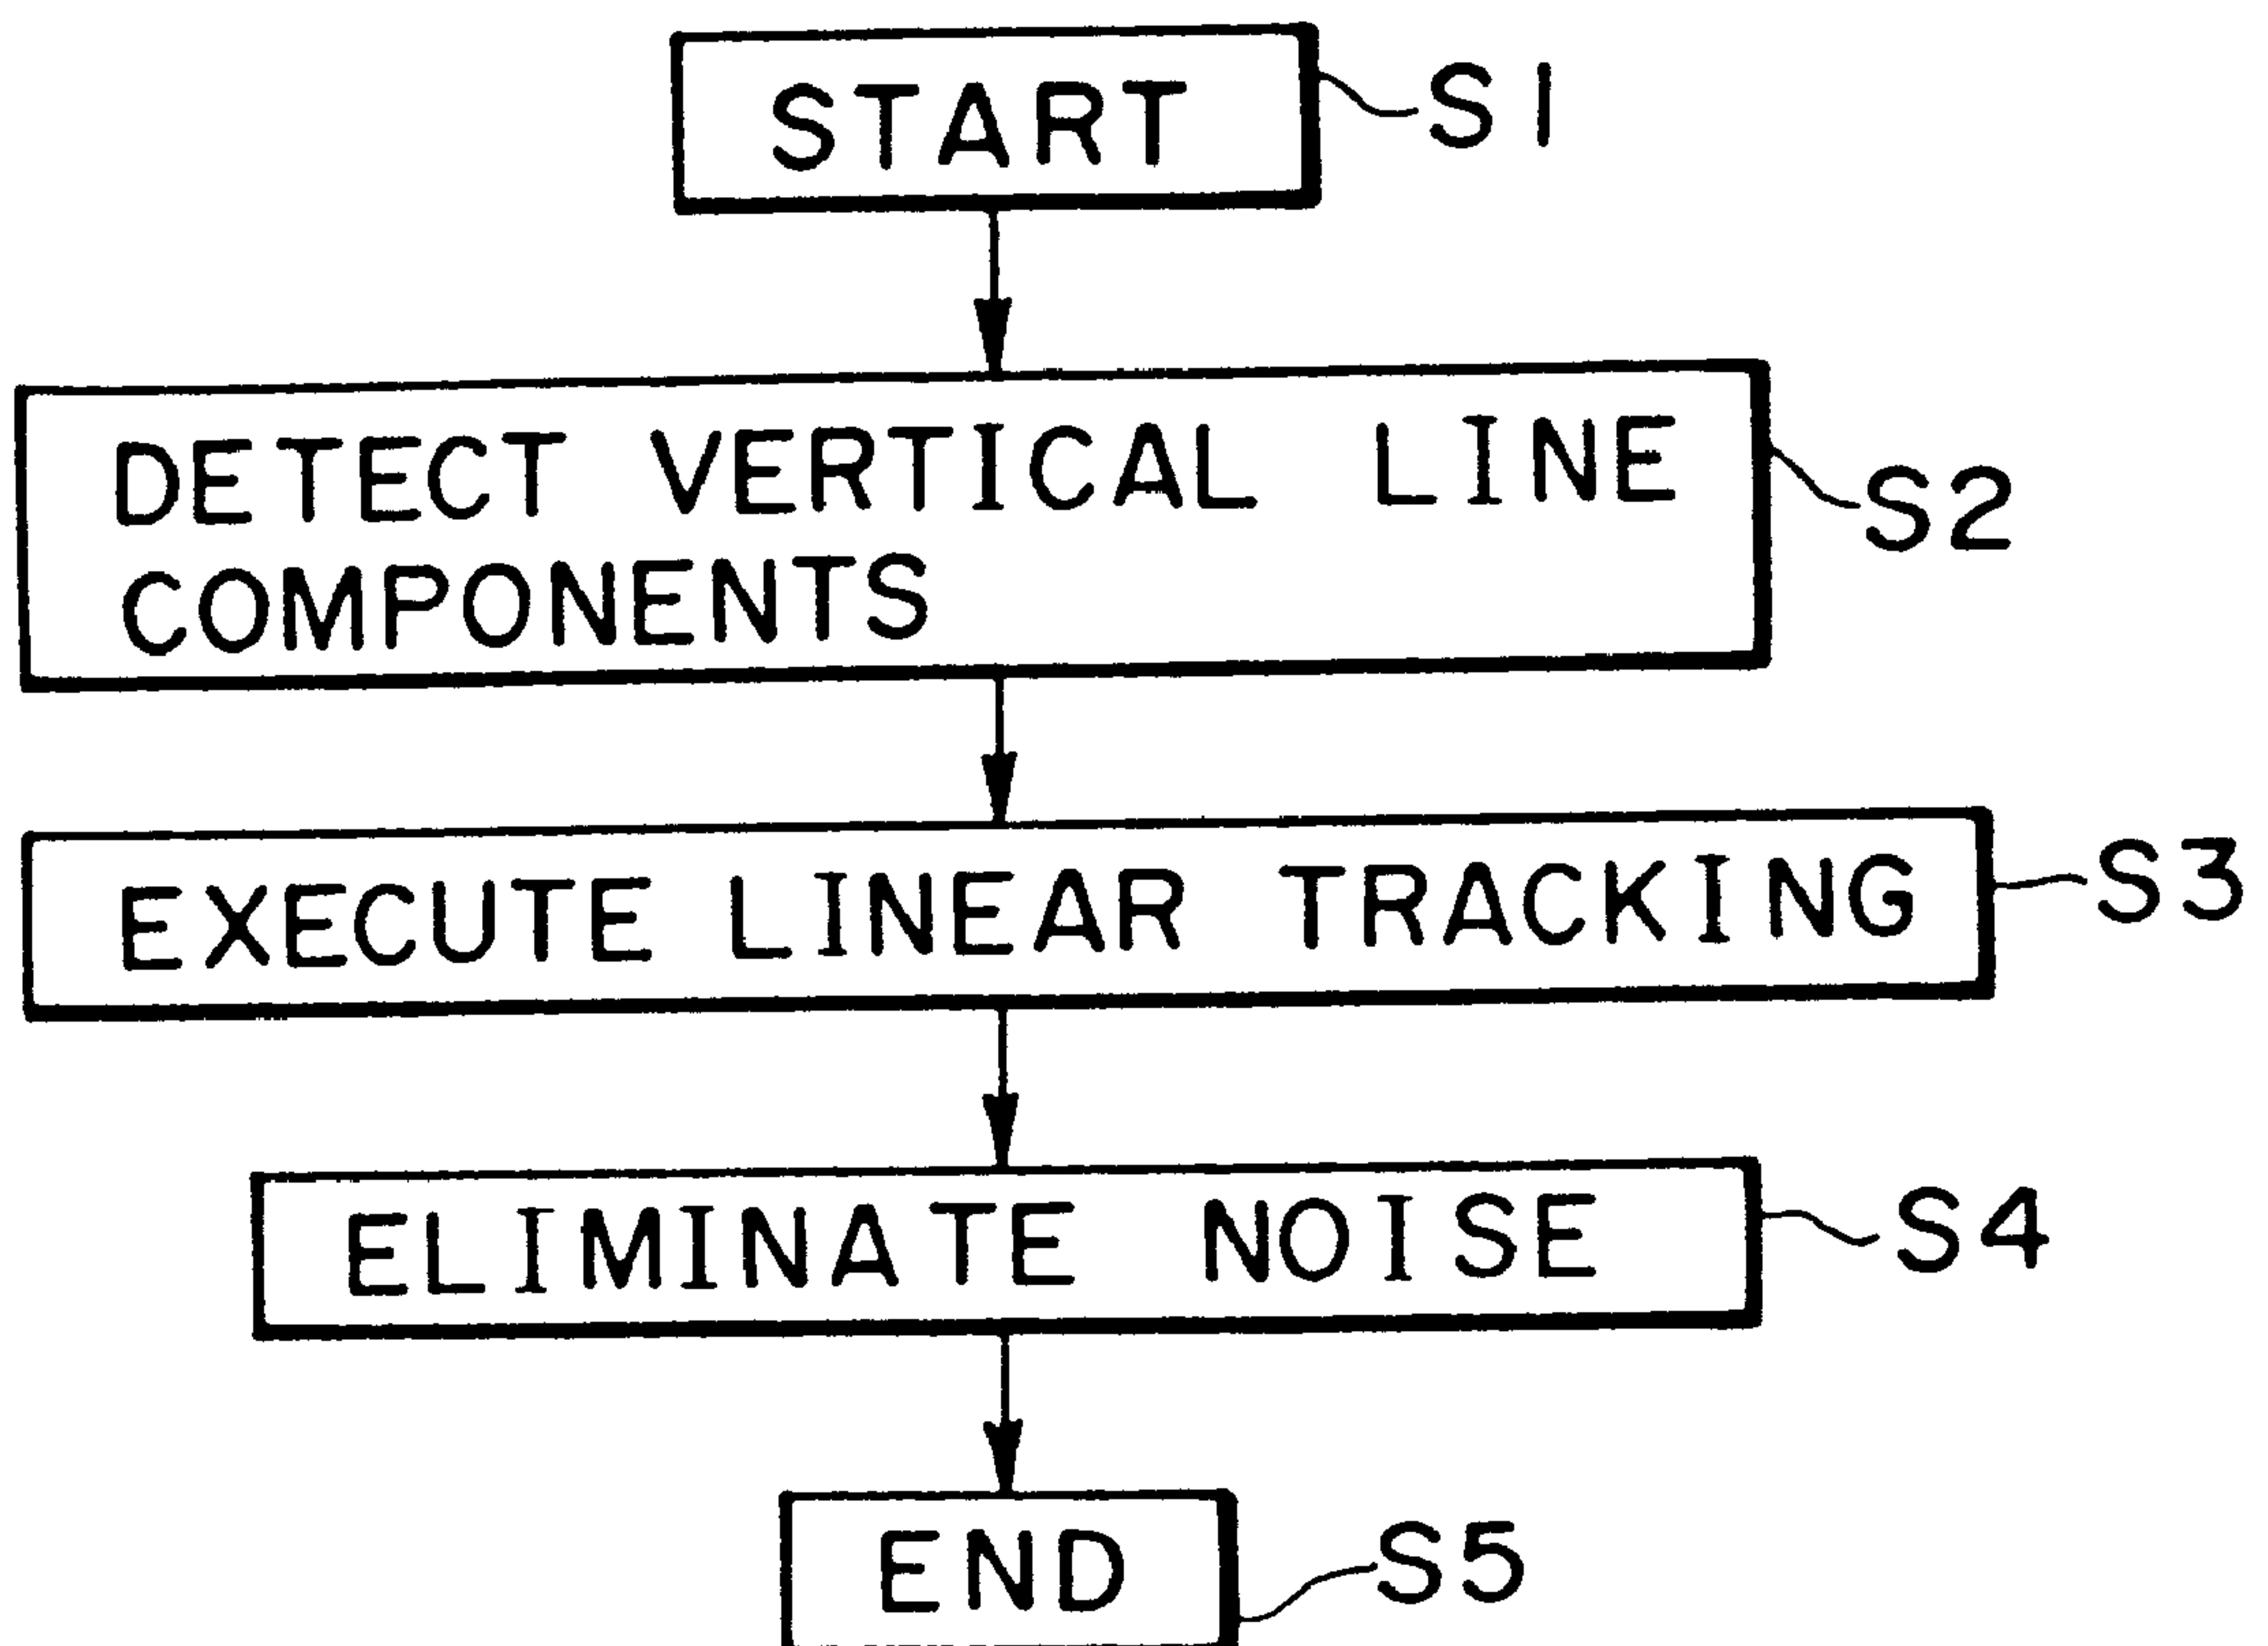 START S1
DETECT VERTICAL LINE
COMPONENTS
S2
EXECUTE LINEAR TRACKING S3
ELIMINATE NOISE S4
END S5